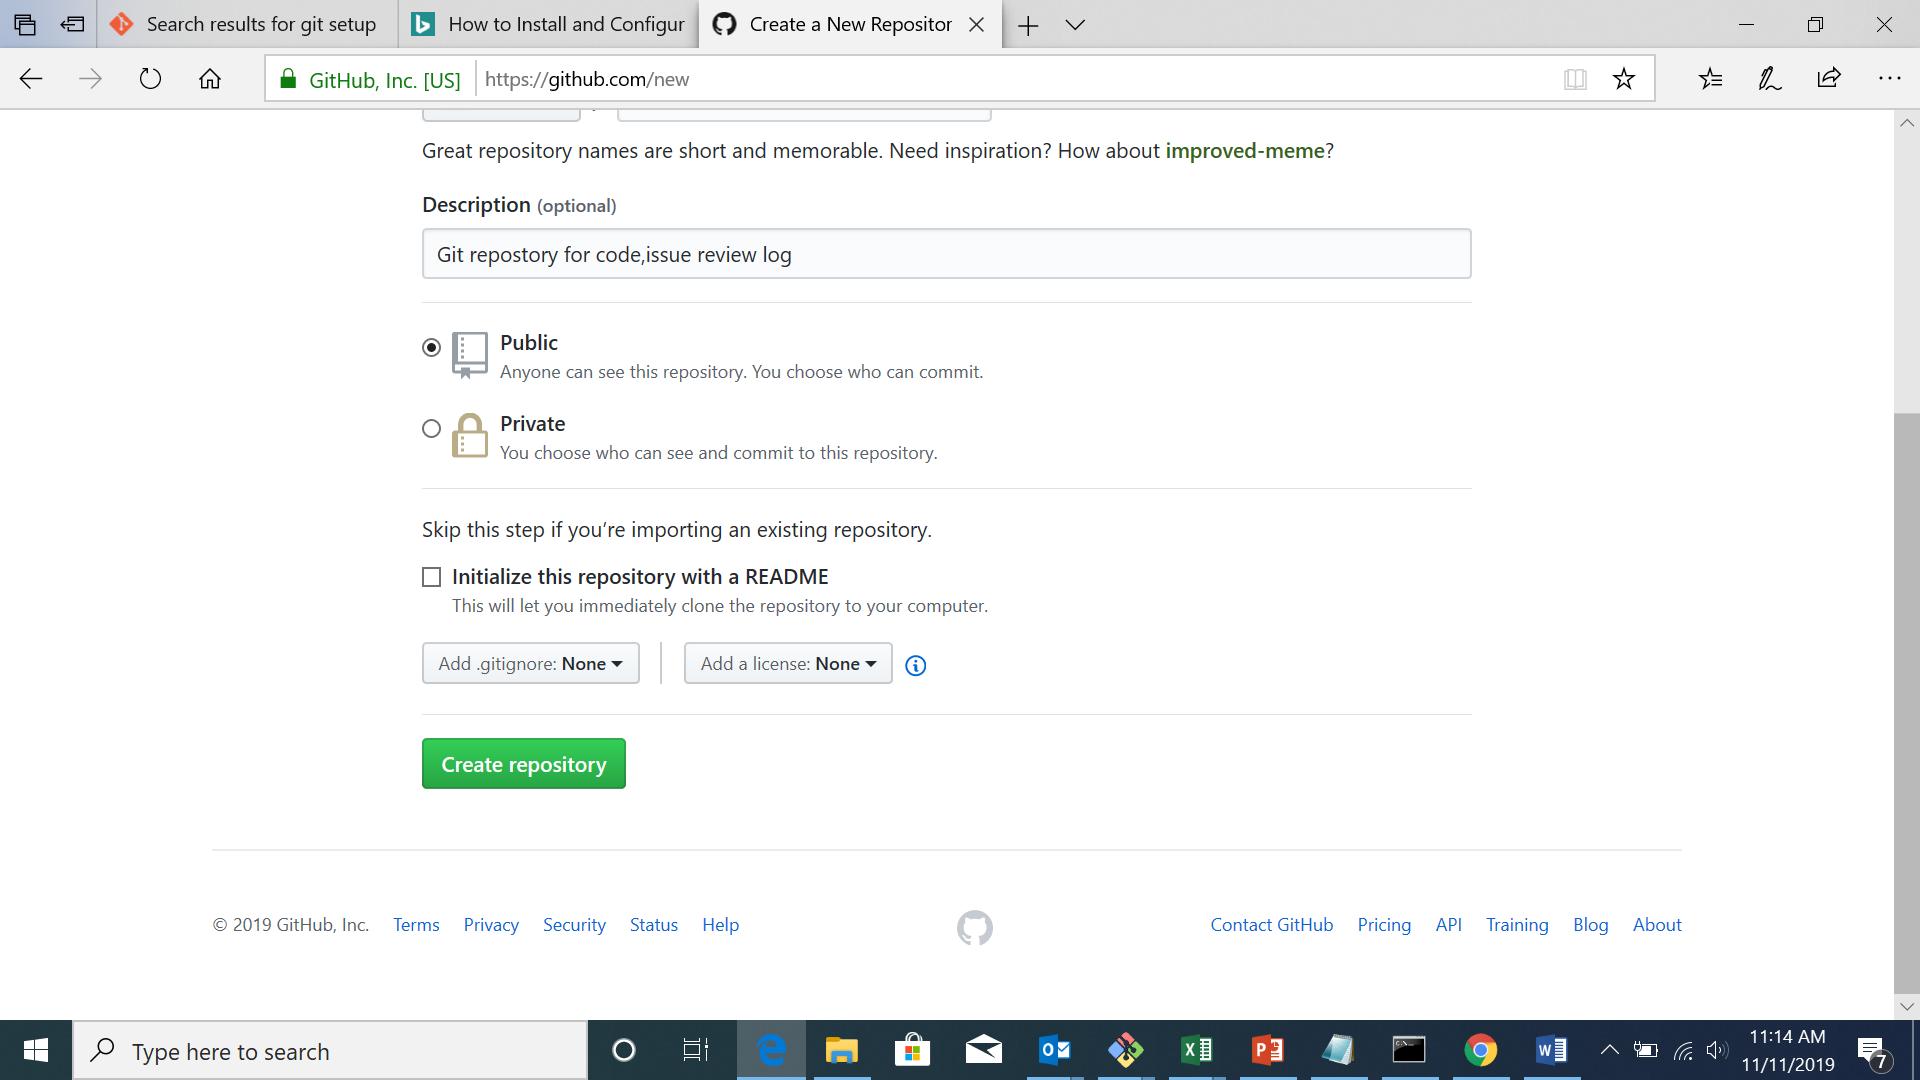 Search results for git setup
How to Install and Configur
Create a New Repositor
GitHub, Inc. [US]
https://github.com/new
Great repository names are short and memorable. Need inspiration? How about improved-meme?
Description (optional)
Git repostory for code,issue review log
Public
Anyone can see this repository. You choose who can commit.
Private
You choose who can see and commit to this repository.
Skip this step if you’re importing an existing repository.
Initialize this repository with a README
This will let you immediately clone the repository to your computer.
Add .gitignore: None
Add a license: None
Create repository
© 2019 GitHub, Inc. Terms Privacy Security Status Help
Contact GitHub Pricing API Training Blog About
Type here to search
11:14 AM
11/11/2019
7